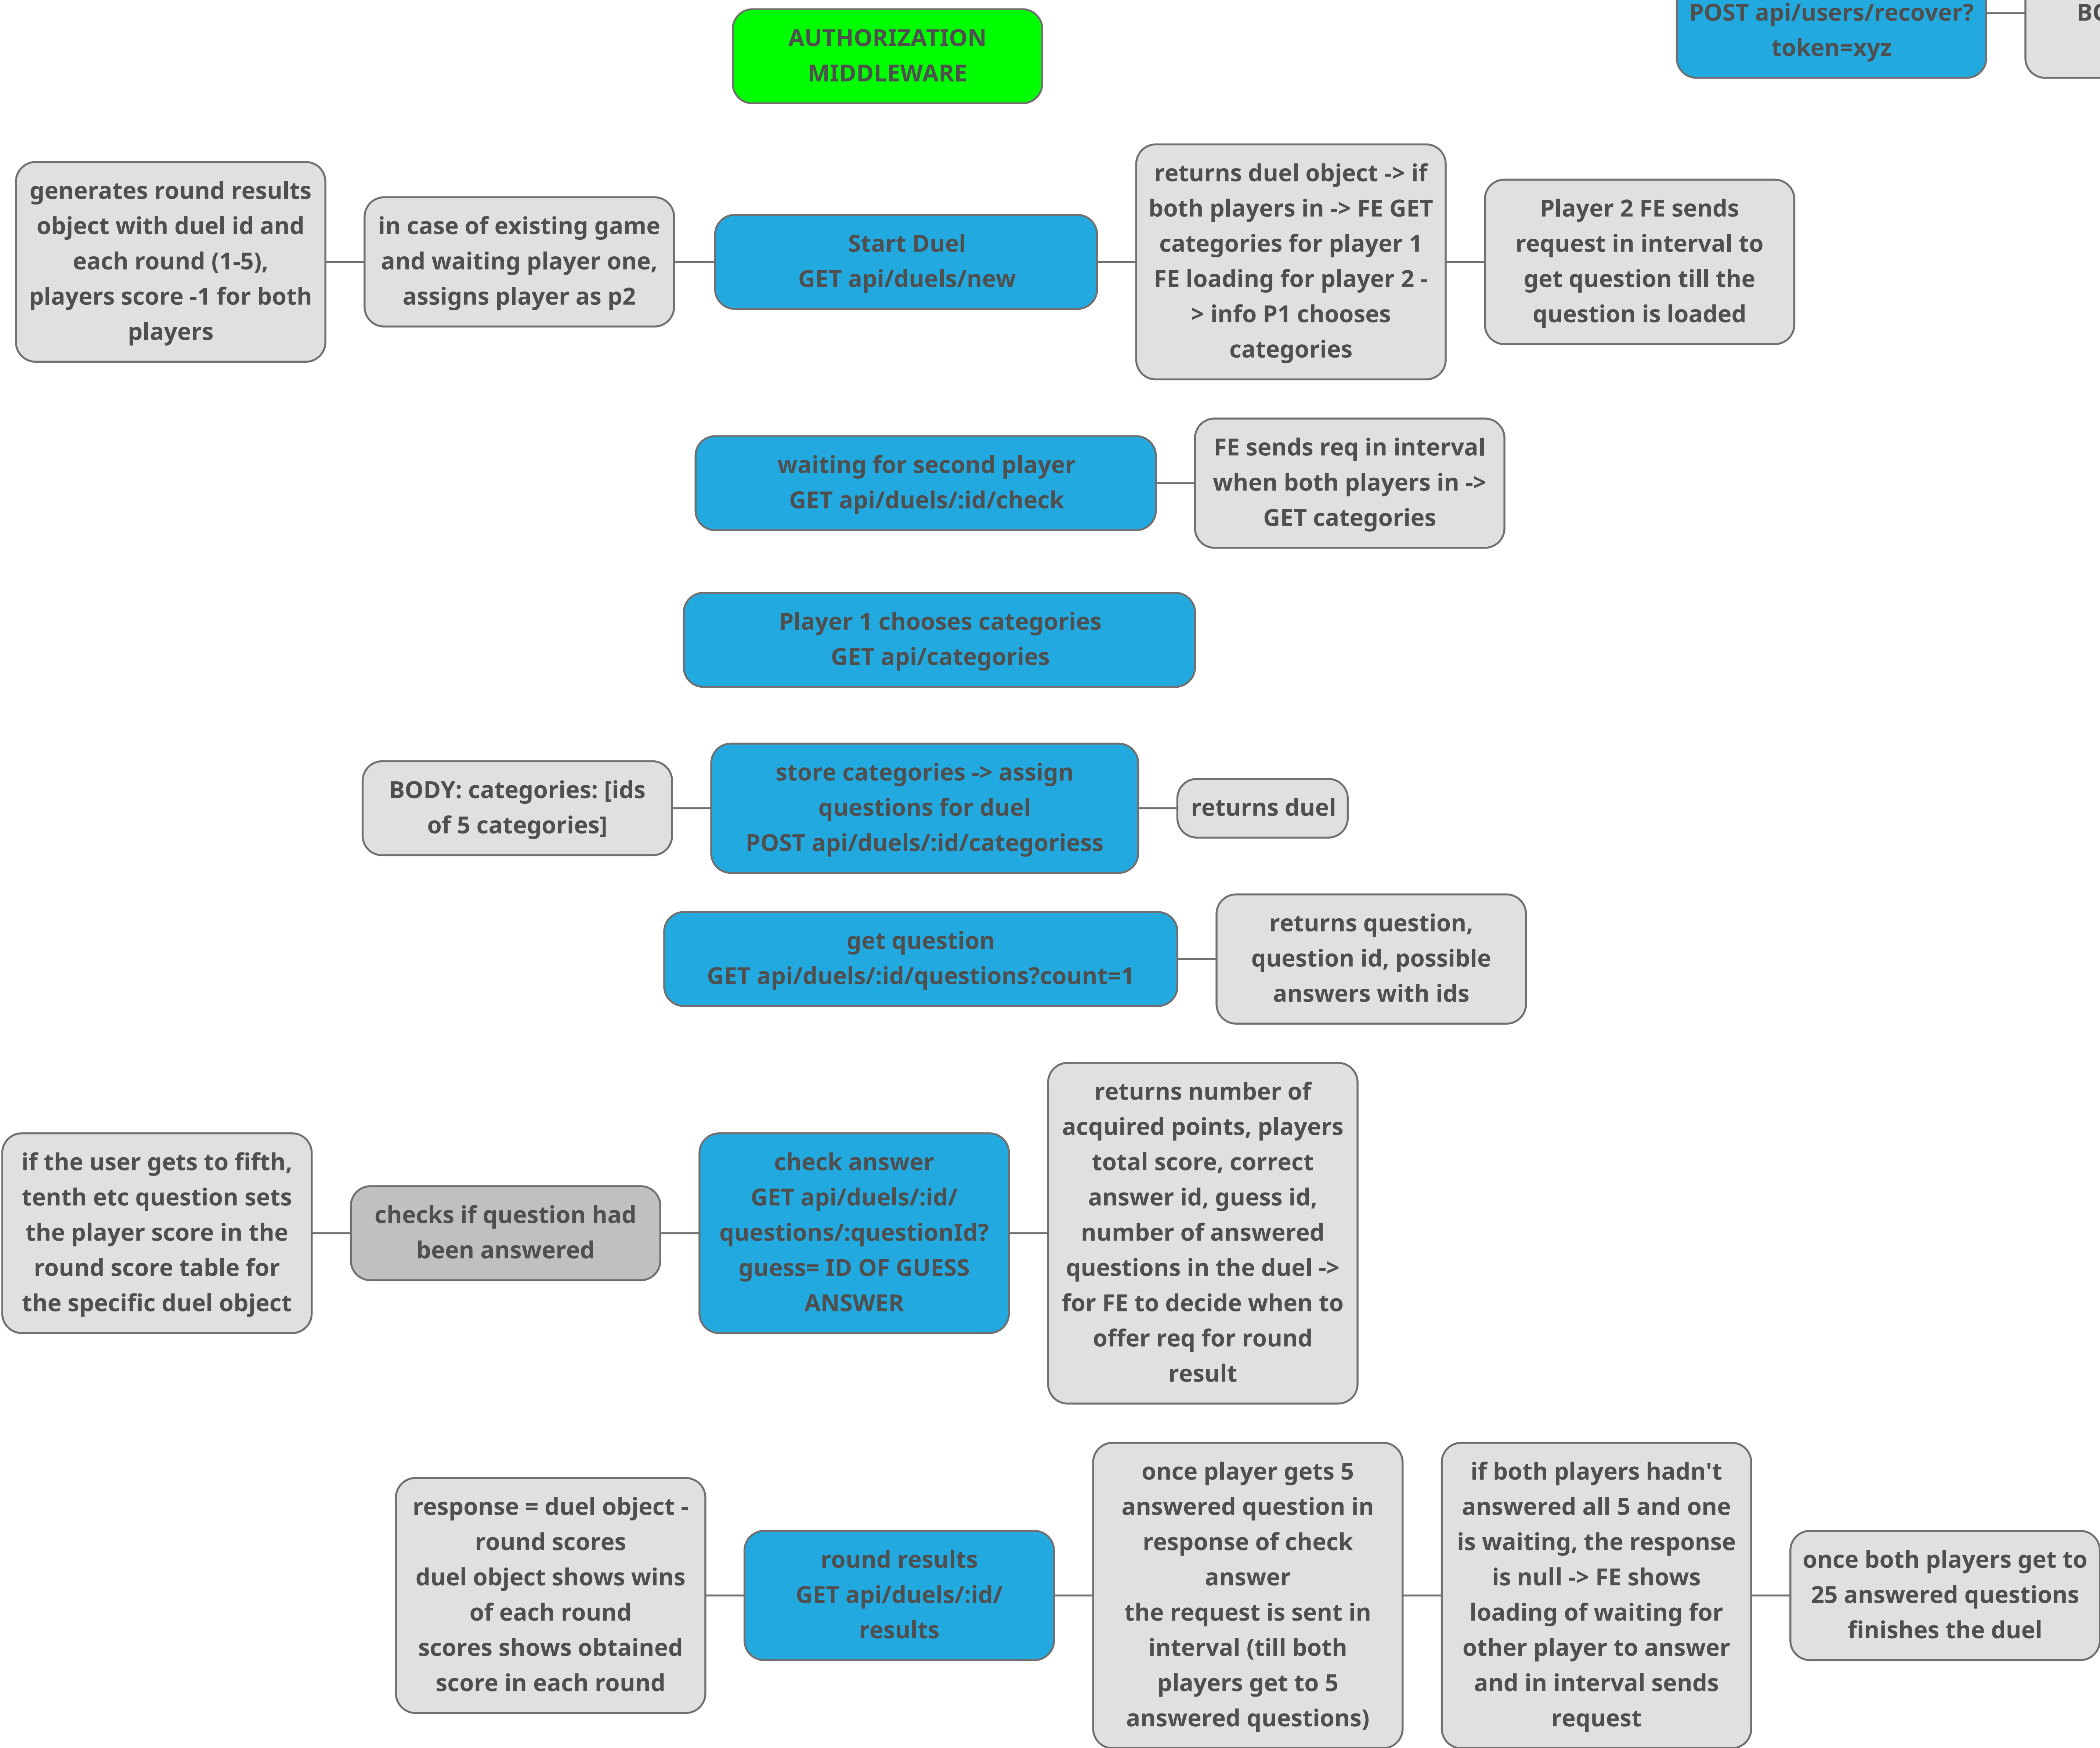 AUTHORIZATION
MIDDLEWARE
POST api/users/recover?
token=xyz
generates round results
object with duel id and
each round (1-5),
players score -1 for both
players
in case of existing game
and waiting player one,
assigns player as p2
Start Duel
GET api/duels/new
returns duel object -> if
both players in -> FE GET
categories for player 1
FE loading for player 2 -
> info P1 chooses
categories
Player 2 FE sends
request in interval to
get question till the
question is loaded
waiting for second player
GET api/duels/:id/check
FE sends req in interval
when both players in ->
GET categories
Player 1 chooses categories
GET api/categories
BODY: categories: [ids
of 5 categories]
store categories -> assign
questions for duel
POST api/duels/:id/categoriess
returns duel
get question
GET api/duels/:id/questions?count=1
returns question,
question id, possible
answers with ids
if the user gets to fifth,
tenth etc question sets
the player score in the
round score table for
the specific duel object
checks if question had
been answered
check answer
GET api/duels/:id/
questions/:questionId?
guess= ID OF GUESS
ANSWER
returns number of
acquired points, players
total score, correct
answer id, guess id,
number of answered
questions in the duel ->
for FE to decide when to
offer req for round
result
response = duel object -
round scores
duel object shows wins
of each round
scores shows obtained
score in each round
round results
GET api/duels/:id/
results
once player gets 5
answered question in
response of check
answer
the request is sent in
interval (till both
players get to 5
answered questions)
if both players hadn't
answered all 5 and one
is waiting, the response
is null -> FE shows
loading of waiting for
other player to answer
and in interval sends
request
once both players get to
25 answered questions
finishes the duel